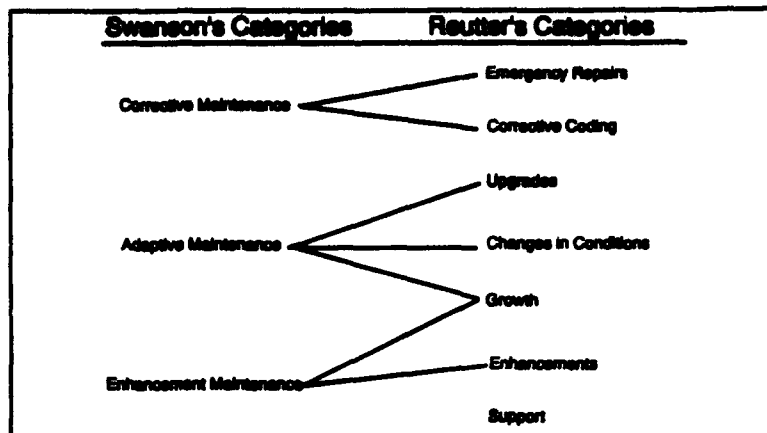 Swanson's Categories Reutter's Categories
Emergency Repairs
Corrective Maintenance
Corrective Coding
Upgrades
Adaptive Maintenance
Changes in Conditions
Growth
Enhancements
Enhancement Maintenance
Support